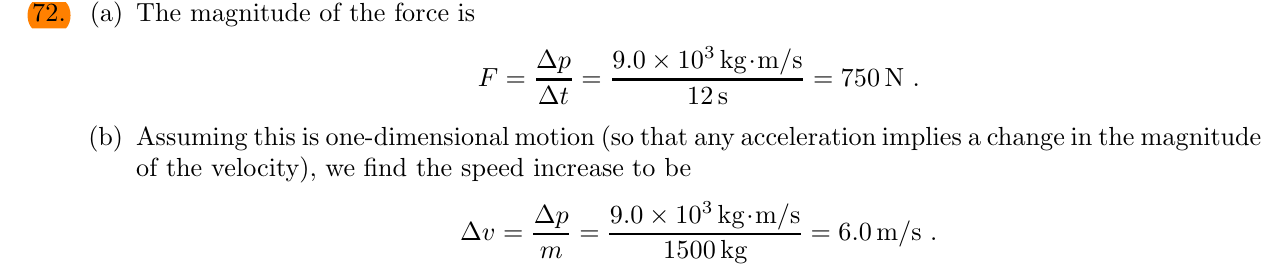 72. (a) The magnitude of the force is
F = Δp/Δt = 9.0 × 10³ kg·m/s / 12 s = 750 N .
(b) Assuming this is one-dimensional motion (so that any acceleration implies a change in the magnitude
of the velocity), we find the speed increase to be
Δv = Δp/m = 9.0 × 10³ kg·m/s / 1500 kg = 6.0 m/s .